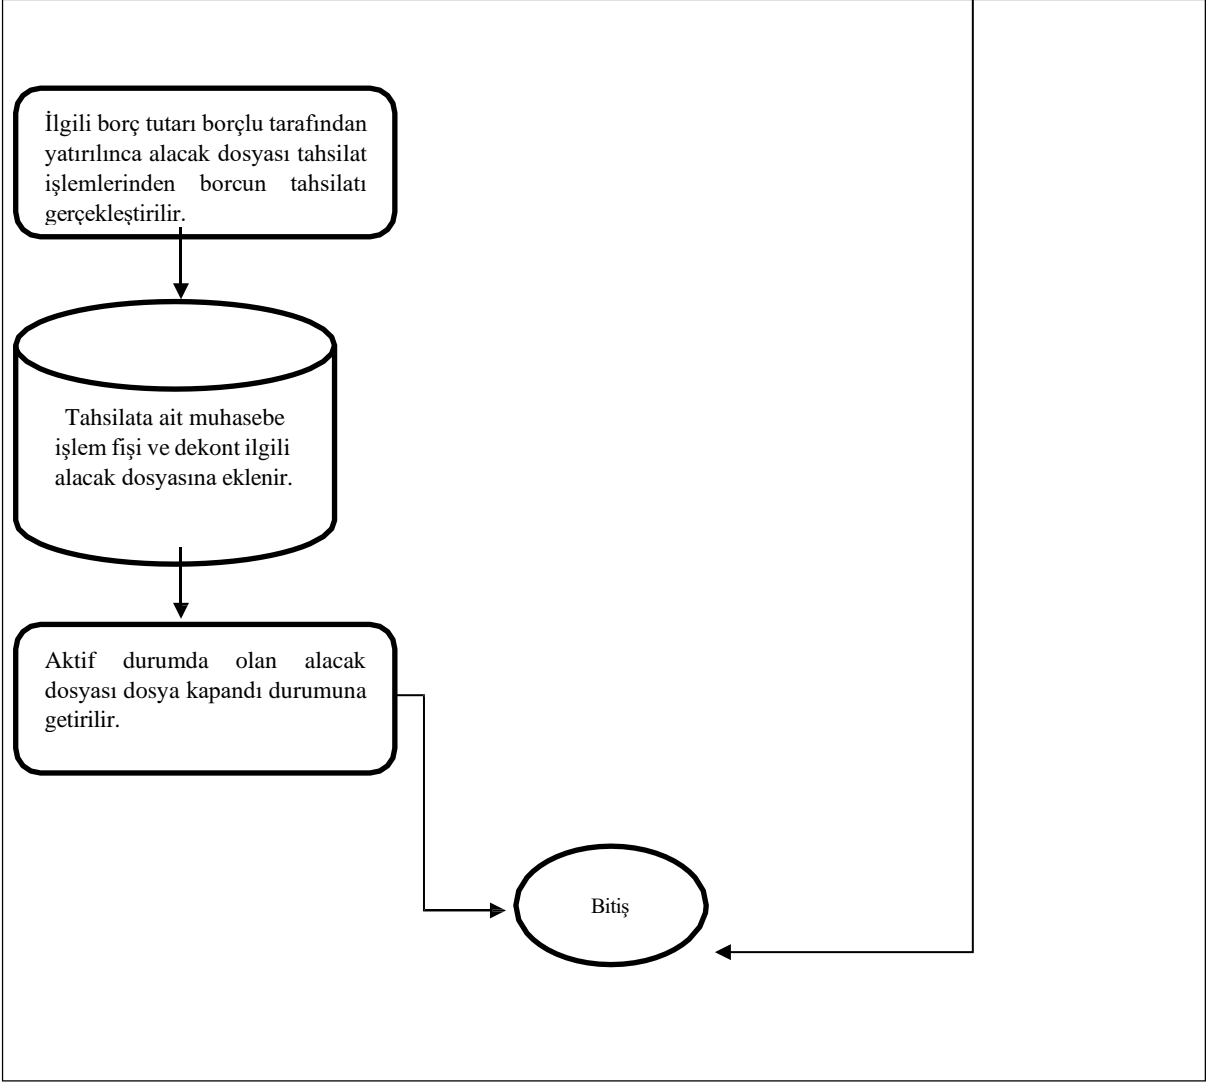 İlgili borç tutarı borçlu tarafından
yatırılınca alacak dosyası tahsilat
işlemlerinden borcun tahsilatı
gerçekleştirilir.
Tahsilata ait muhasebe
işlem fişi ve dekont ilgili
alacak dosyasına eklenir.
Aktif durumda olan alacak
dosyası dosya kapandı durumuna
getirilir.
Bitiş